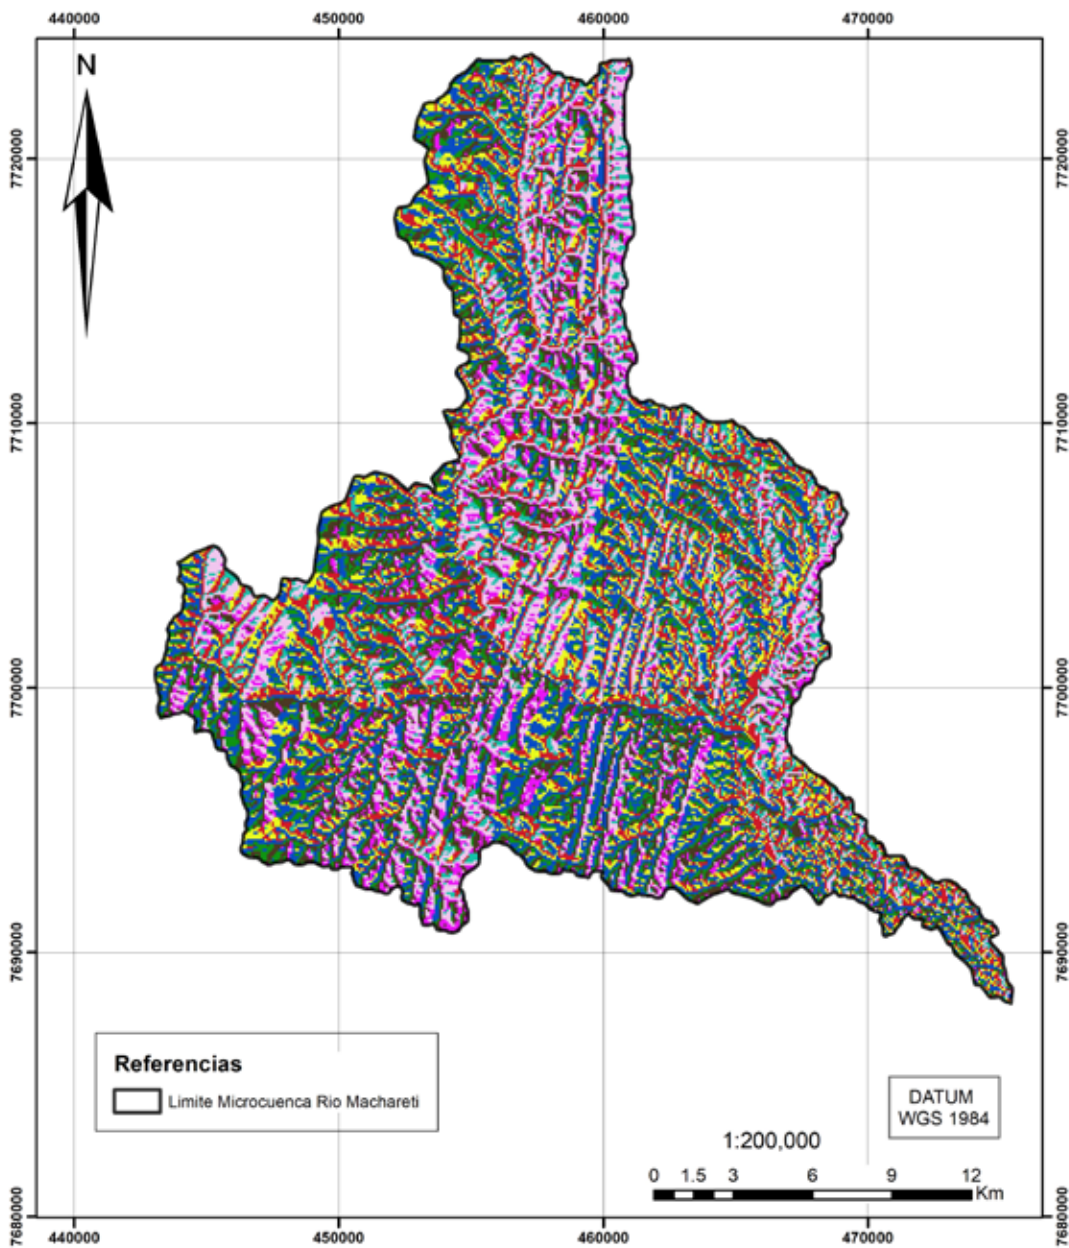 440000 450000 460000 470000
N
7720000 7720000
7710000 7710000
7700000 7700000
7690000 7690000
Referencias
Limite Microcuenca Rio Machareti
DATUM
WGS 1984
1:200,000
0 1.5 3 6 9 12
Km
7680000 7680000
440000 450000 460000 470000